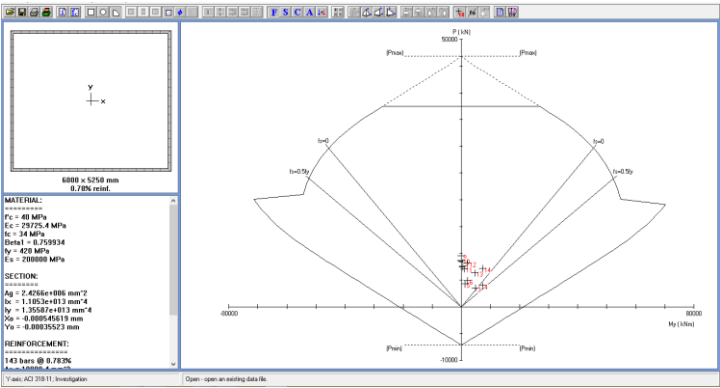 F S C A
y
x
6000 x 5250 mm
0.78% reinf.
MATERIAL:
=========
f'c = 40 MPa
Ec = 29725.4 MPa
fc = 34 MPa
Beta1 = 0.759934
fy = 420 MPa
Es = 200000 MPa
SECTION:
========
Ag = 2.4266e+006 mm^2
Ix = 1.1053e+013 mm^4
Iy = 1.35587e+013 mm^4
Xo = -0.000545619 mm
Yo = -0.00035523 mm
REINFORCEMENT:
==============
143 bars @ 0.783%
P ( kN)
50000
(Pmax)
(Pmax)
fs=0
fs=0
fs=0.5fy
fs=0.5fy
12
13
14
-80000
80000
My ( kNm)
(Pmin)
(Pmin)
-10000
Y-axis; ACI 318-11; Investigation
Open - open an existing data file.